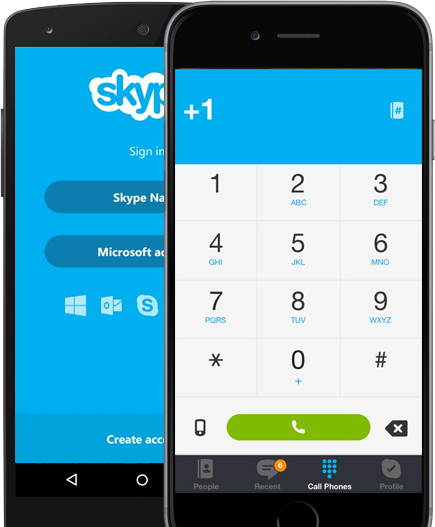 skype
Sign in
Skype Na
Microsoft ac
Create acco
+1
#
1 2 3
ABC DEF
4 5 6
GHI JKL MNO
7 8 9
PQRS TUV WXYZ
* 0 #
+
6
People Recent Call Phones Profile